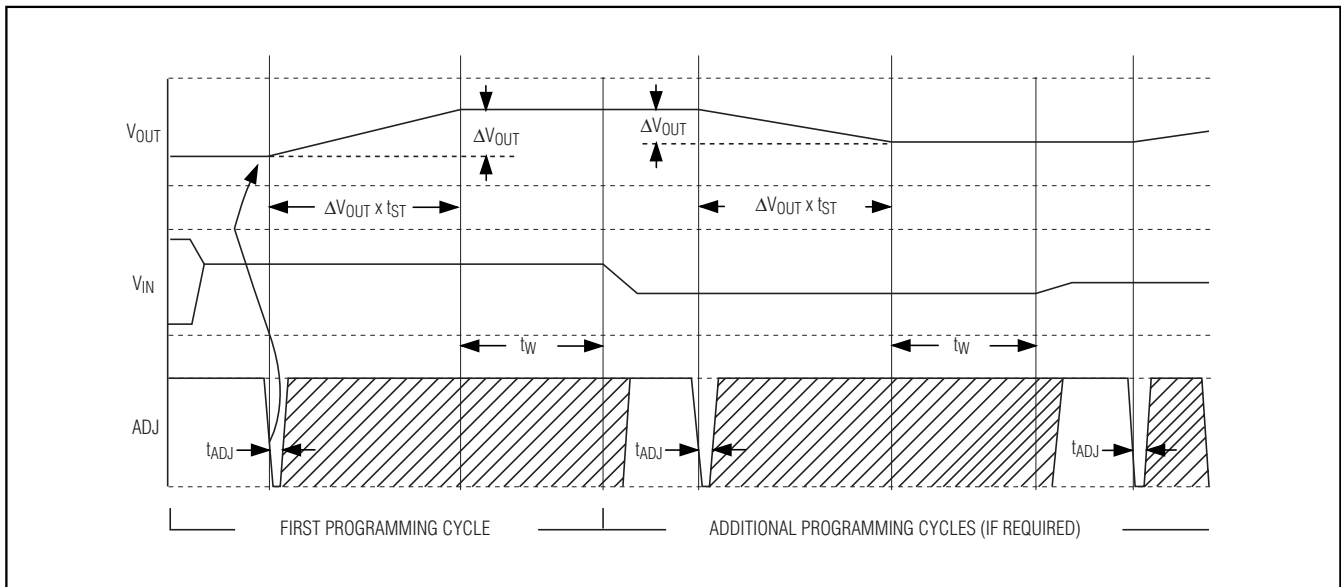 VOUT
ΔVOUT
ΔVOUT
ΔVOUT x tST
ΔVOUT x tST
VIN
tW
tW
ADJ
tADJ
tADJ
tADJ
FIRST PROGRAMMING CYCLE
ADDITIONAL PROGRAMMING CYCLES (IF REQUIRED)